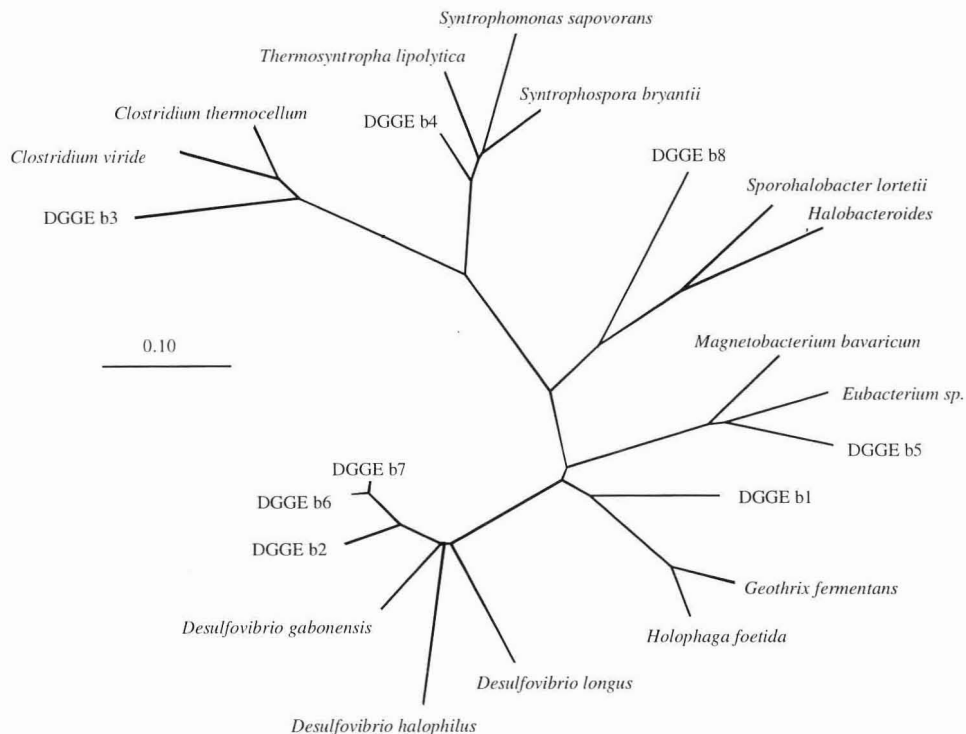 Syntrophomonas sapovorans
Thermosyntropha lipolytica
Syntrophospora bryantii
Clostridium thermocellum
DGGE b4
Clostridium viride
DGGE b8
Sporohalobacter lortetii
DGGE b3
Halobacteroides
0.10
Magnetobacterium bavaricum
Eubacterium sp.
DGGE b5
DGGE b7
DGGE b6
DGGE b1
DGGE b2
Geothrix fermentans
Desulfovibrio gabonensis
Holophaga foetida
Desulfovibrio longus
Desulfovibrio halophilus